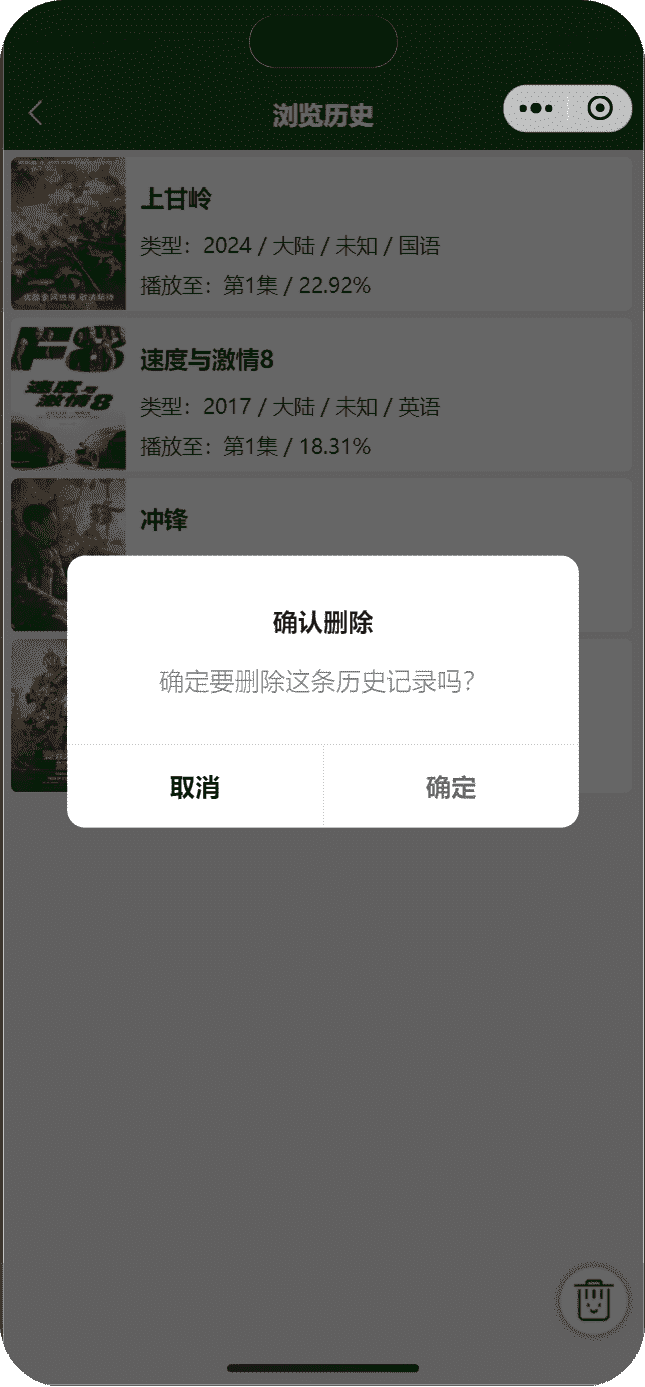 浏览历史
上甘岭
类型：2024 / 大陆 / 未知 / 国语
播放至：第1集 / 22.92%
F8
速度与
激情8
速度与激情8
类型：2017 / 大陆 / 未知 / 英语
播放至：第1集 / 18.31%
冲锋
确认删除
确定要删除这条历史记录吗？
取消
确定